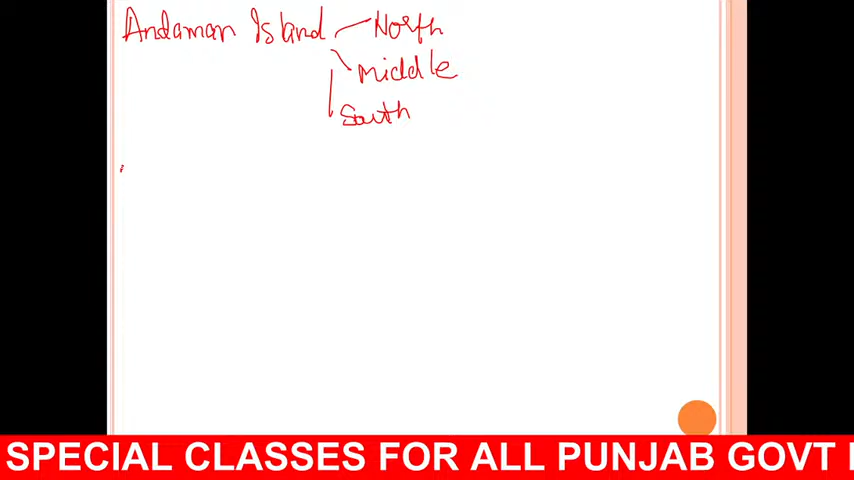 Andaman Island North
Middle
South
SPECIAL CLASSES FOR ALL PUNJAB GOVT